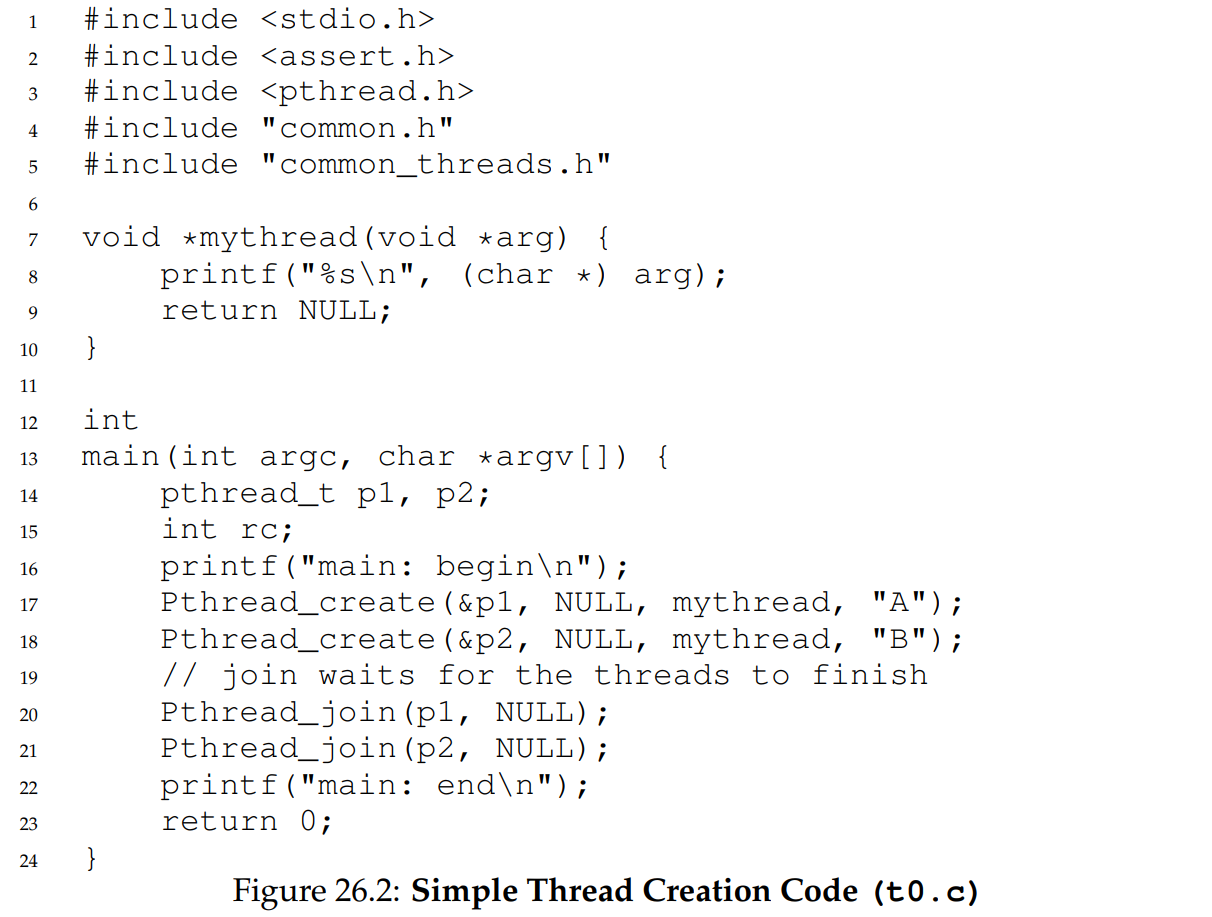 1 #include <stdio.h>
2 #include <assert.h>
3 #include <pthread.h>
4 #include "common.h"
5 #include "common_threads.h"
6
7 void *mythread(void *arg) {
8     printf("%s\n", (char *) arg);
9     return NULL;
10 }
11
12 int
13 main(int argc, char *argv[]) {
14     pthread_t p1, p2;
15     int rc;
16     printf("main: begin\n");
17     Pthread_create(&p1, NULL, mythread, "A");
18     Pthread_create(&p2, NULL, mythread, "B");
19     // join waits for the threads to finish
20     Pthread_join(p1, NULL);
21     Pthread_join(p2, NULL);
22     printf("main: end\n");
23     return 0;
24 }
Figure 26.2: Simple Thread Creation Code (t0.c)